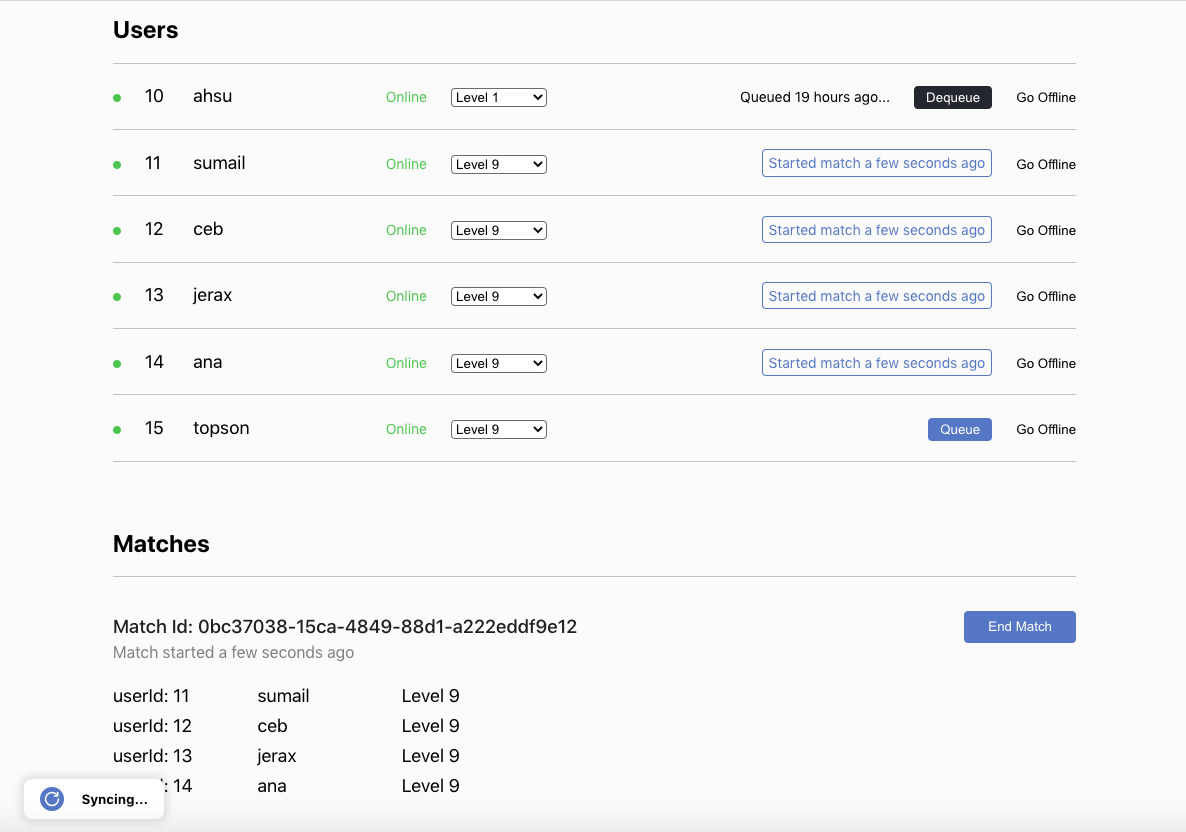 Users
10 ahsu Online Level 1 Queued 19 hours ago... Dequeue Go Offline
11 sumail Online Level 9 Started match a few seconds ago Go Offline
12 ceb Online Level 9 Started match a few seconds ago Go Offline
13 jerax Online Level 9 Started match a few seconds ago Go Offline
14 ana Online Level 9 Started match a few seconds ago Go Offline
15 topson Online Level 9 Queue Go Offline
Matches
Match Id: 0bc37038-15ca-4849-88d1-a222eddf9e12 End Match
Match started a few seconds ago
userId: 11 sumail Level 9
userId: 12 ceb Level 9
userId: 13 jerax Level 9
: 14 ana Level 9
Syncing...